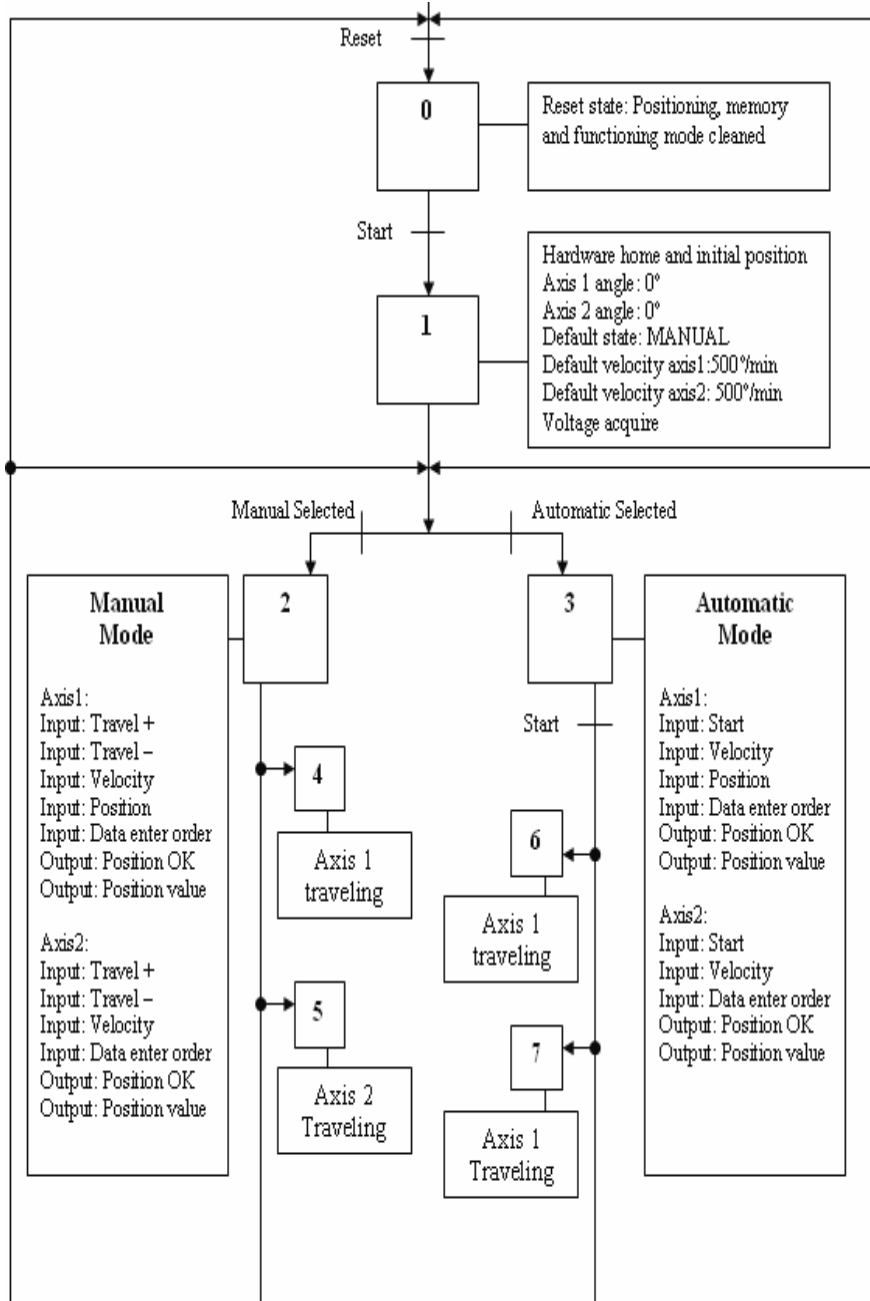 Reset
0
Reset state: Positioning, memory
and functioning mode cleaned
Start
1
Hardware home and initial position
Axis 1 angle: 0°
Axis 2 angle: 0°
Default state: MANUAL
Default velocity axis1:500°/min
Default velocity axis2: 500°/min
Voltage acquire
Manual Selected
Automatic Selected
Manual
Mode
Axis1:
Input: Travel +
Input: Travel –
Input: Velocity
Input: Position
Input: Data enter order
Output: Position OK
Output: Position value
Axis2:
Input: Travel +
Input: Travel –
Input: Velocity
Input: Data enter order
Output: Position OK
Output: Position value
2
4
Axis 1
traveling
5
Axis 2
Traveling
3
Start
6
Axis 1
traveling
7
Axis 1
Traveling
Automatic
Mode
Axis1:
Input: Start
Input: Velocity
Input: Position
Input: Data enter order
Output: Position OK
Output: Position value
Axis2:
Input: Start
Input: Velocity
Input: Data enter order
Output: Position OK
Output: Position value